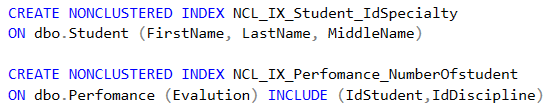 CREATE NONCLUSTERED INDEX NCL_IX_Student_IdSpecialty
ON dbo.Student (FirstName, LastName, MiddleName)
CREATE NONCLUSTERED INDEX NCL_IX_Perfomance_NumberOfstudent
ON dbo.Perfomance (Evalution) INCLUDE (IdStudent,IdDiscipline)